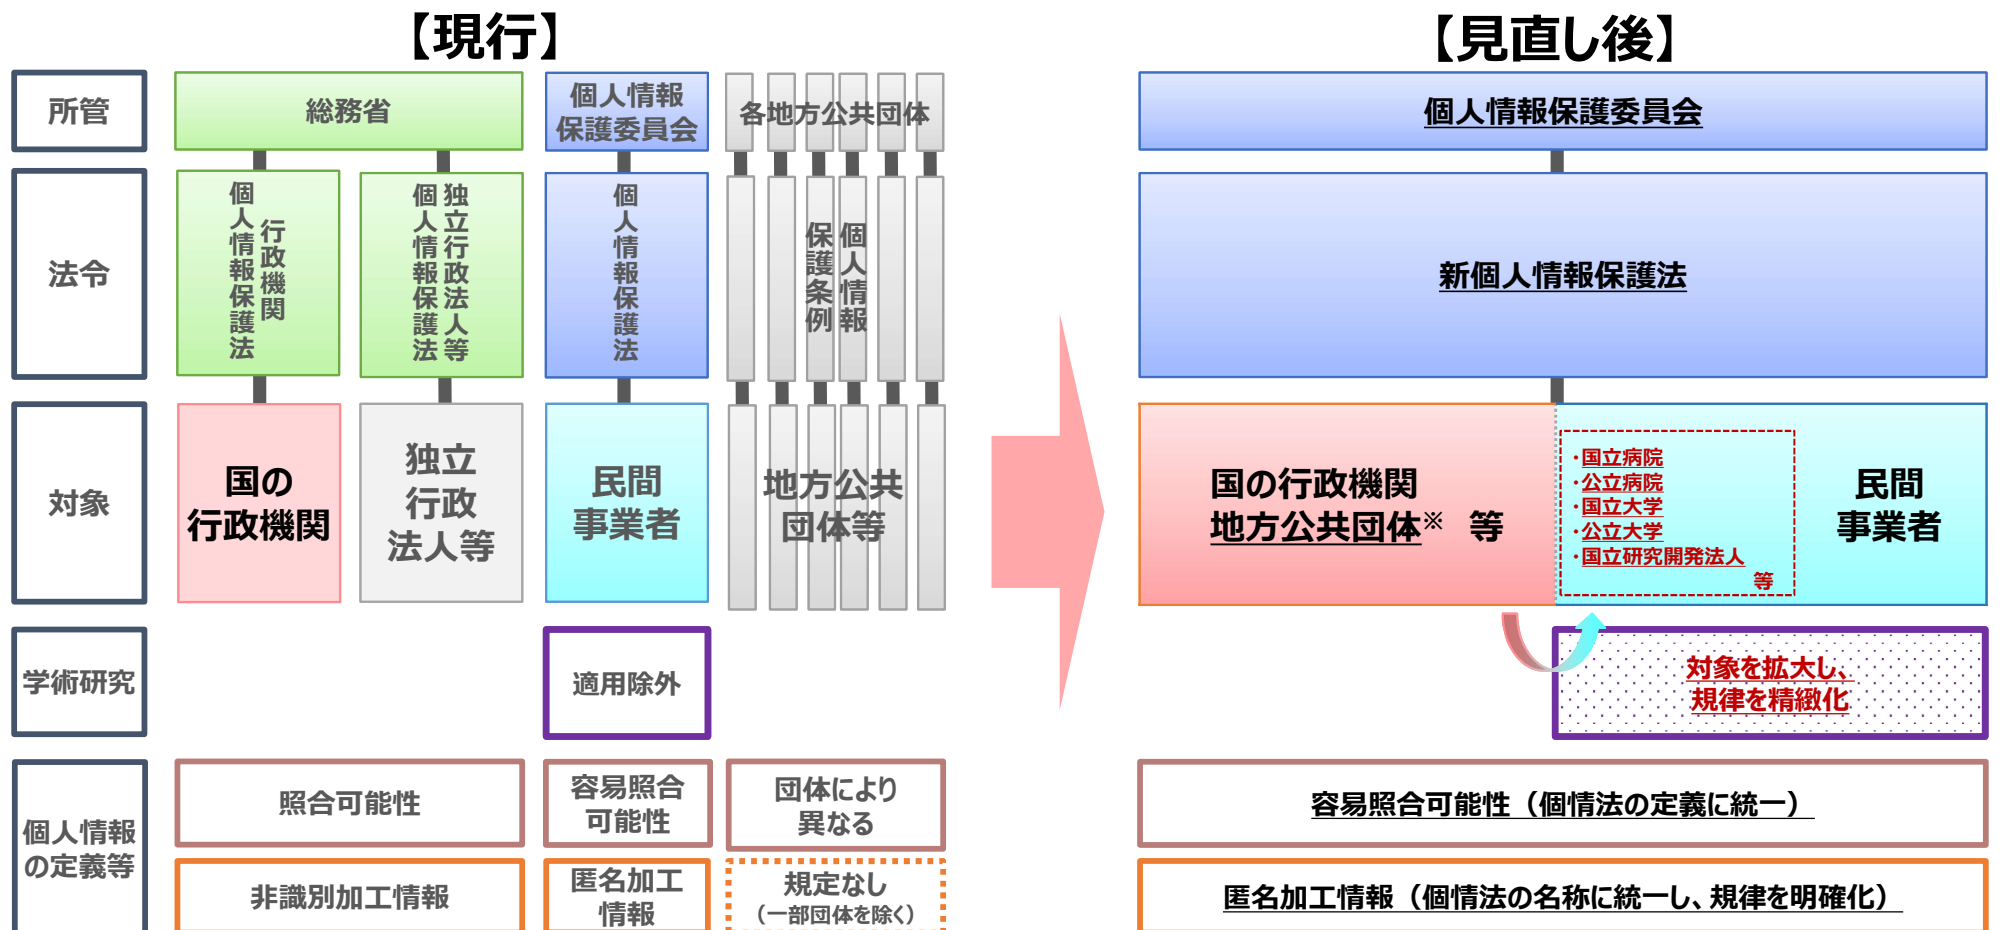 【現行】
【見直し後】
所管
総務省
個人情報
保護委員会
各地方公共団体
個人情報保護委員会
法令
行政機関
個人情報保護法
独立行政法人等
個人情報保護法
個人情報保護法
個人情報
保護条例
新個人情報保護法
対象
国の
行政機関
独立
行政
法人等
民間
事業者
地方公共
団体等
国の行政機関
地方公共団体※ 等
・国立病院
・公立病院
・国立大学
・公立大学
・国立研究開発法人
等
民間
事業者
学術研究
適用除外
対象を拡大し、
規律を精緻化
個人情報
の定義等
照合可能性
容易照合
可能性
団体により
異なる
容易照合可能性（個情法の定義に統一）
非識別加工情報
匿名加工
情報
規定なし
（一部団体を除く）
匿名加工情報（個情法の名称に統一し、規律を明確化）